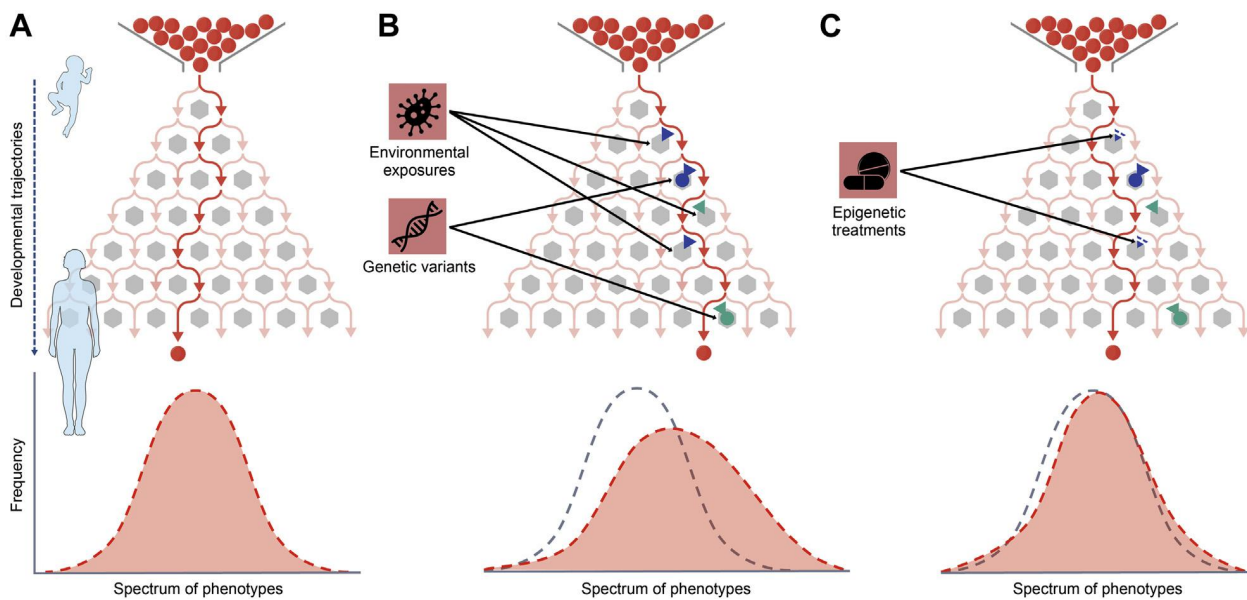 A
B
C
Developmental trajectories
Environmental
exposures
Genetic variants
Epigenetic
treatments
Frequency
Spectrum of phenotypes
Spectrum of phenotypes
Spectrum of phenotypes